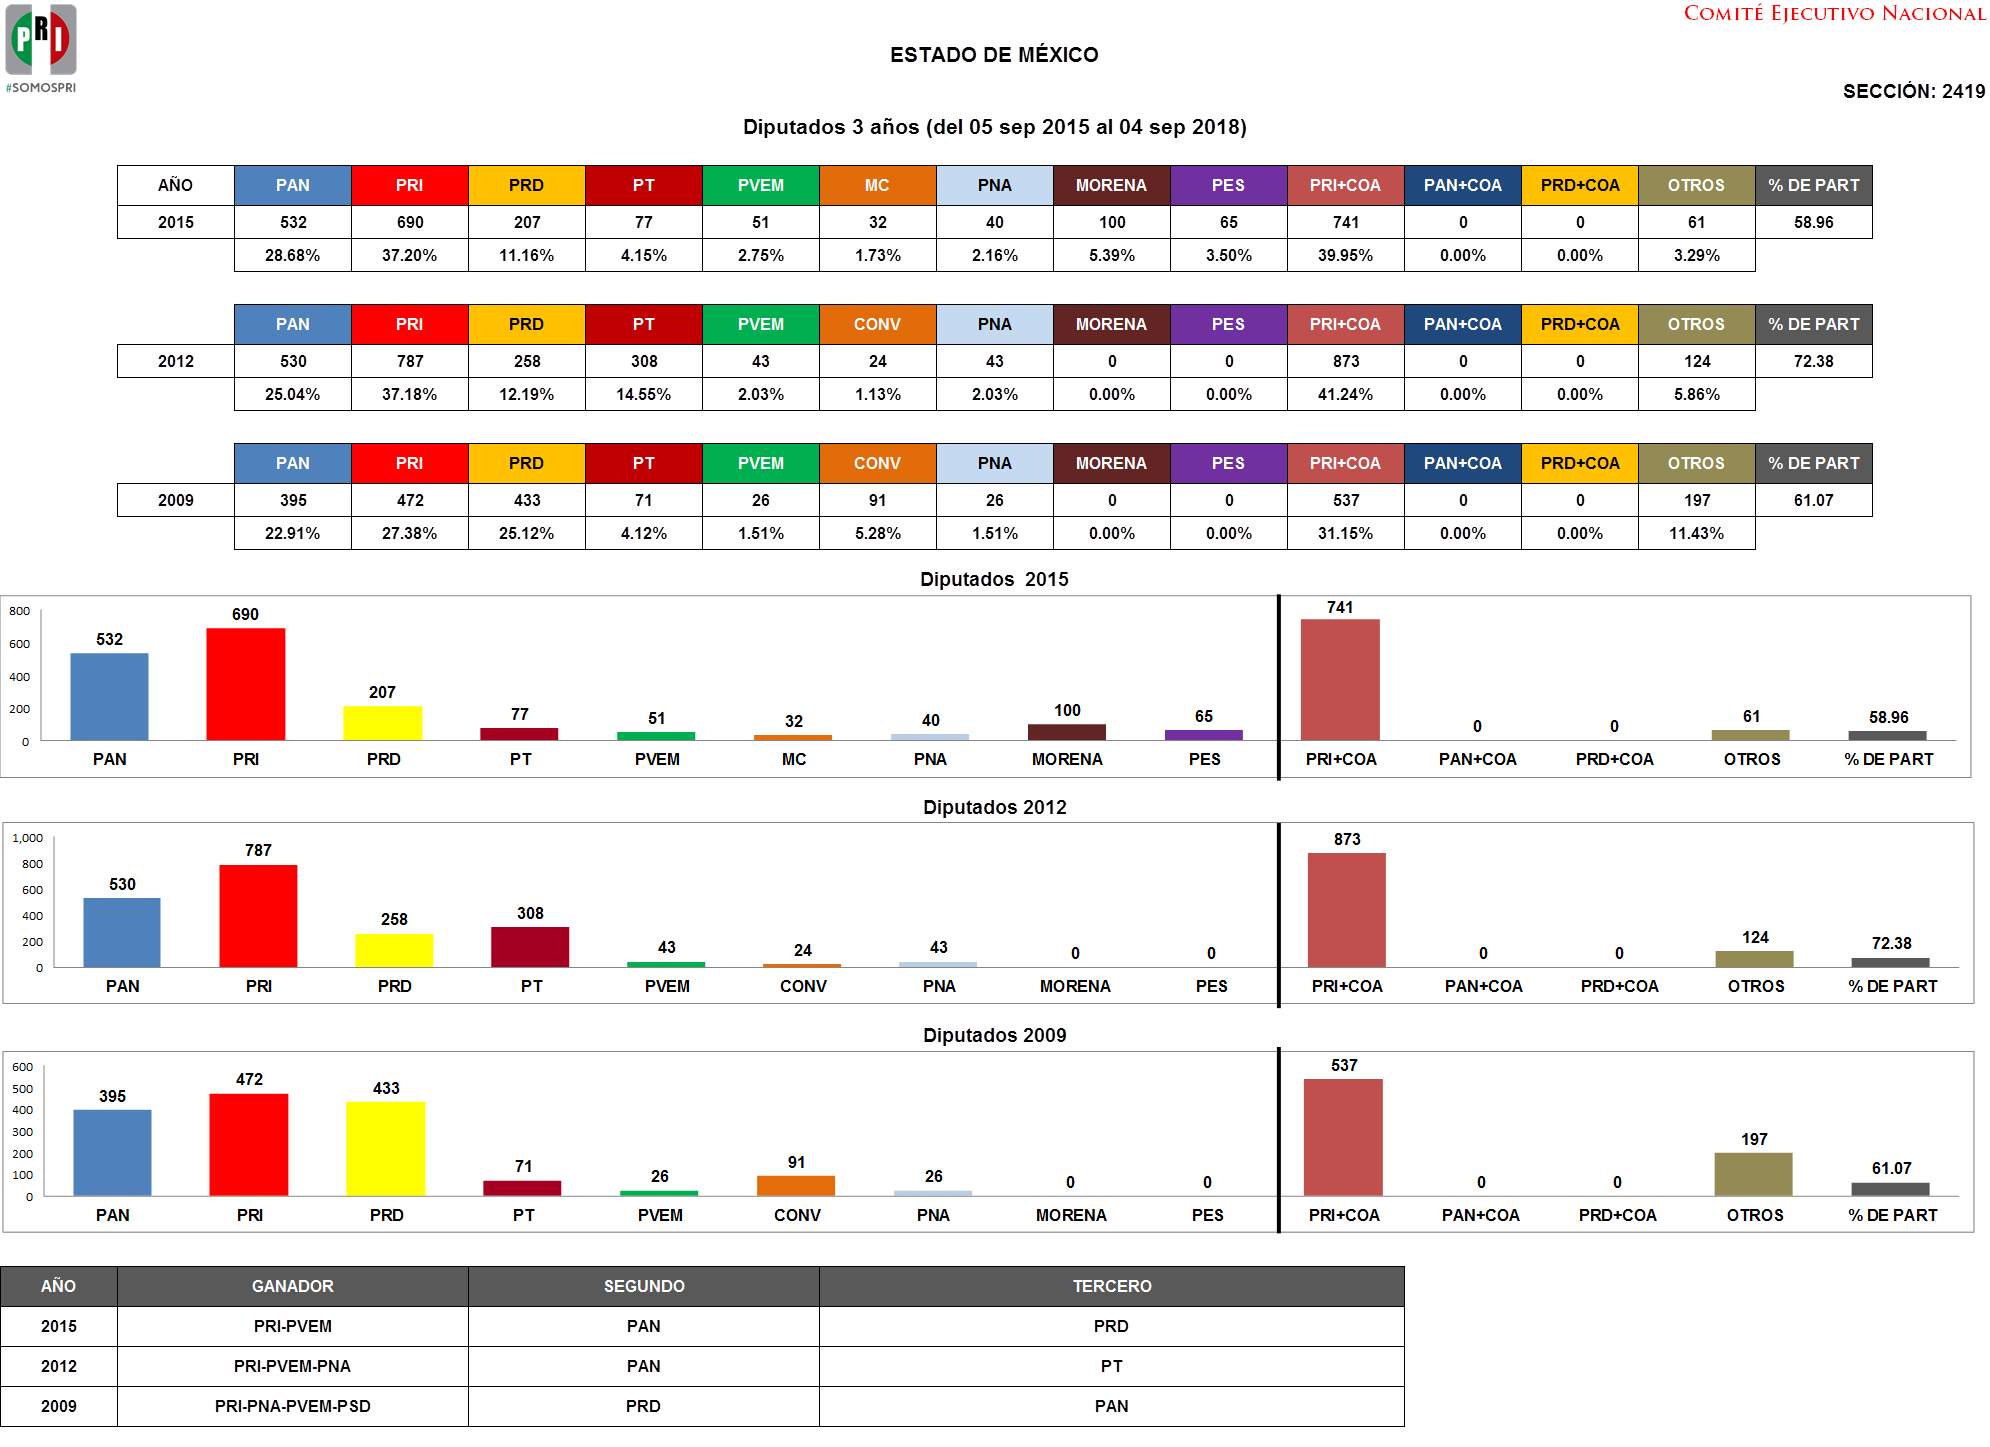 PRI
#SOMOSPRI
COMITÉ EJECUTIVO NACIONAL
ESTADO DE MÉXICO
SECCIÓN: 2419
Diputados 3 años (del 05 sep 2015 al 04 sep 2018)
AÑO PAN PRI PRD PT PVEM MC PNA MORENA PES PRI+COA PAN+COA PRD+COA OTROS % DE PART
2015 532 690 207 77 51 32 40 100 65 741 0 0 61 58.96
28.68% 37.20% 11.16% 4.15% 2.75% 1.73% 2.16% 5.39% 3.50% 39.95% 0.00% 0.00% 3.29%
PAN PRI PRD PT PVEM CONV PNA MORENA PES PRI+COA PAN+COA PRD+COA OTROS % DE PART
2012 530 787 258 308 43 24 43 0 0 873 0 0 124 72.38
25.04% 37.18% 12.19% 14.55% 2.03% 1.13% 2.03% 0.00% 0.00% 41.24% 0.00% 0.00% 5.86%
PAN PRI PRD PT PVEM CONV PNA MORENA PES PRI+COA PAN+COA PRD+COA OTROS % DE PART
2009 395 472 433 71 26 91 26 0 0 537 0 0 197 61.07
22.91% 27.38% 25.12% 4.12% 1.51% 5.28% 1.51% 0.00% 0.00% 31.15% 0.00% 0.00% 11.43%
Diputados 2015
800
600
400
200
0
532 690 207 77 51 32 40 100 65 741 0 0 61 58.96
PAN PRI PRD PT PVEM MC PNA MORENA PES PRI+COA PAN+COA PRD+COA OTROS % DE PART
Diputados 2012
1,000
800
600
400
200
0
530 787 258 308 43 24 43 0 0 873 0 0 124 72.38
PAN PRI PRD PT PVEM CONV PNA MORENA PES PRI+COA PAN+COA PRD+COA OTROS % DE PART
Diputados 2009
600
500
400
300
200
100
0
395 472 433 71 26 91 26 0 0 537 0 0 197 61.07
PAN PRI PRD PT PVEM CONV PNA MORENA PES PRI+COA PAN+COA PRD+COA OTROS % DE PART
AÑO GANADOR SEGUNDO TERCERO
2015 PRI-PVEM PAN PRD
2012 PRI-PVEM-PNA PAN PT
2009 PRI-PNA-PVEM-PSD PRD PAN